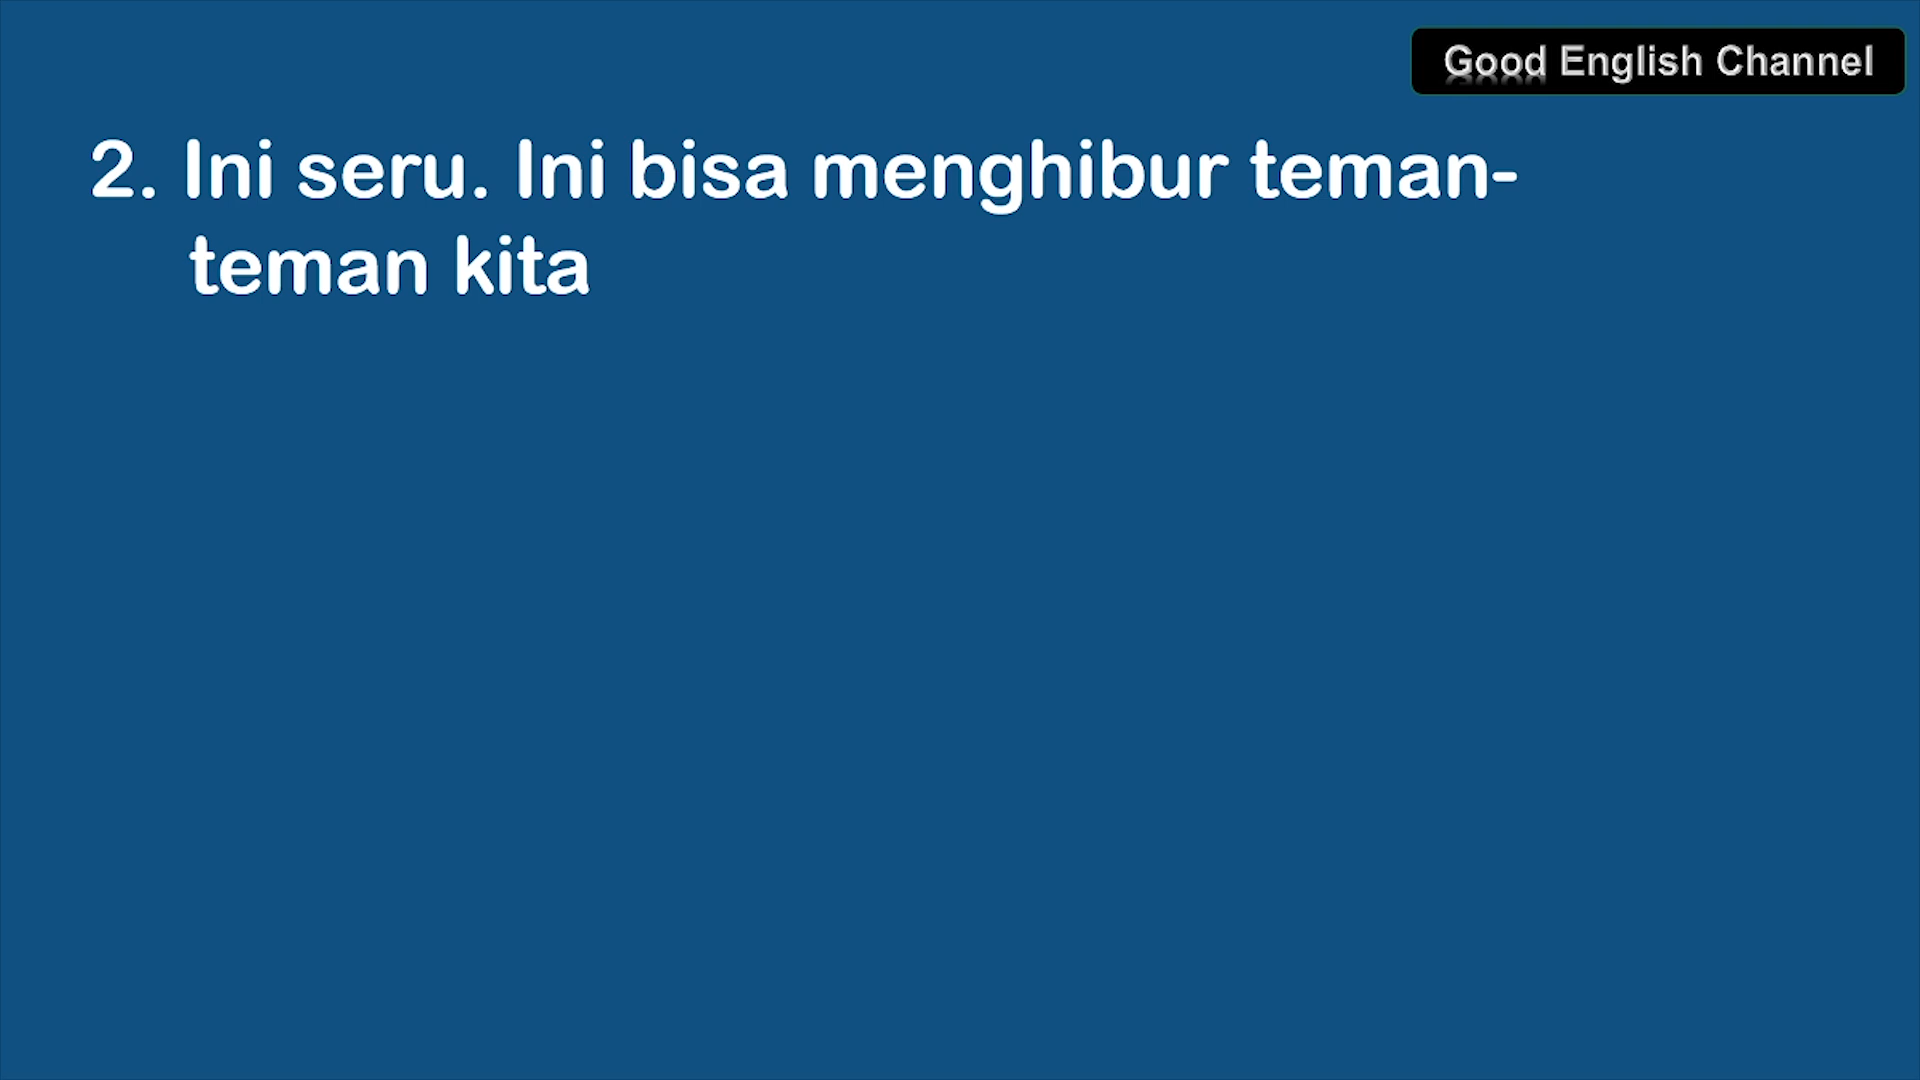 Good English Channel
2. Ini seru. Ini bisa menghibur teman-
teman kita